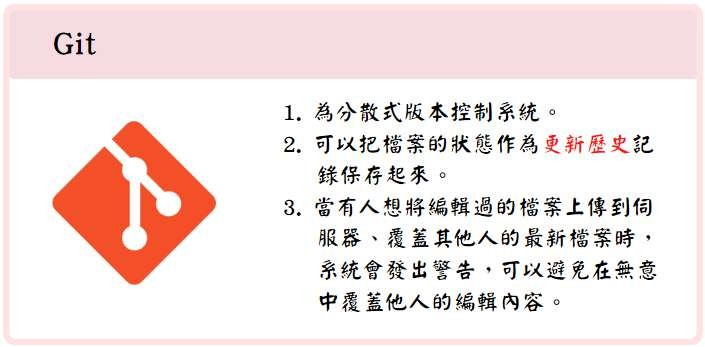 Git
1. 為分散式版本控制系統。
2. 可以把檔案的狀態作為更新歷史記
錄保存起來。
3. 當有人想將編輯過的檔案上傳到伺
服器、覆蓋其他人的最新檔案時，
系統會發出警告，可以避免在無意
中覆蓋他人的編輯內容。